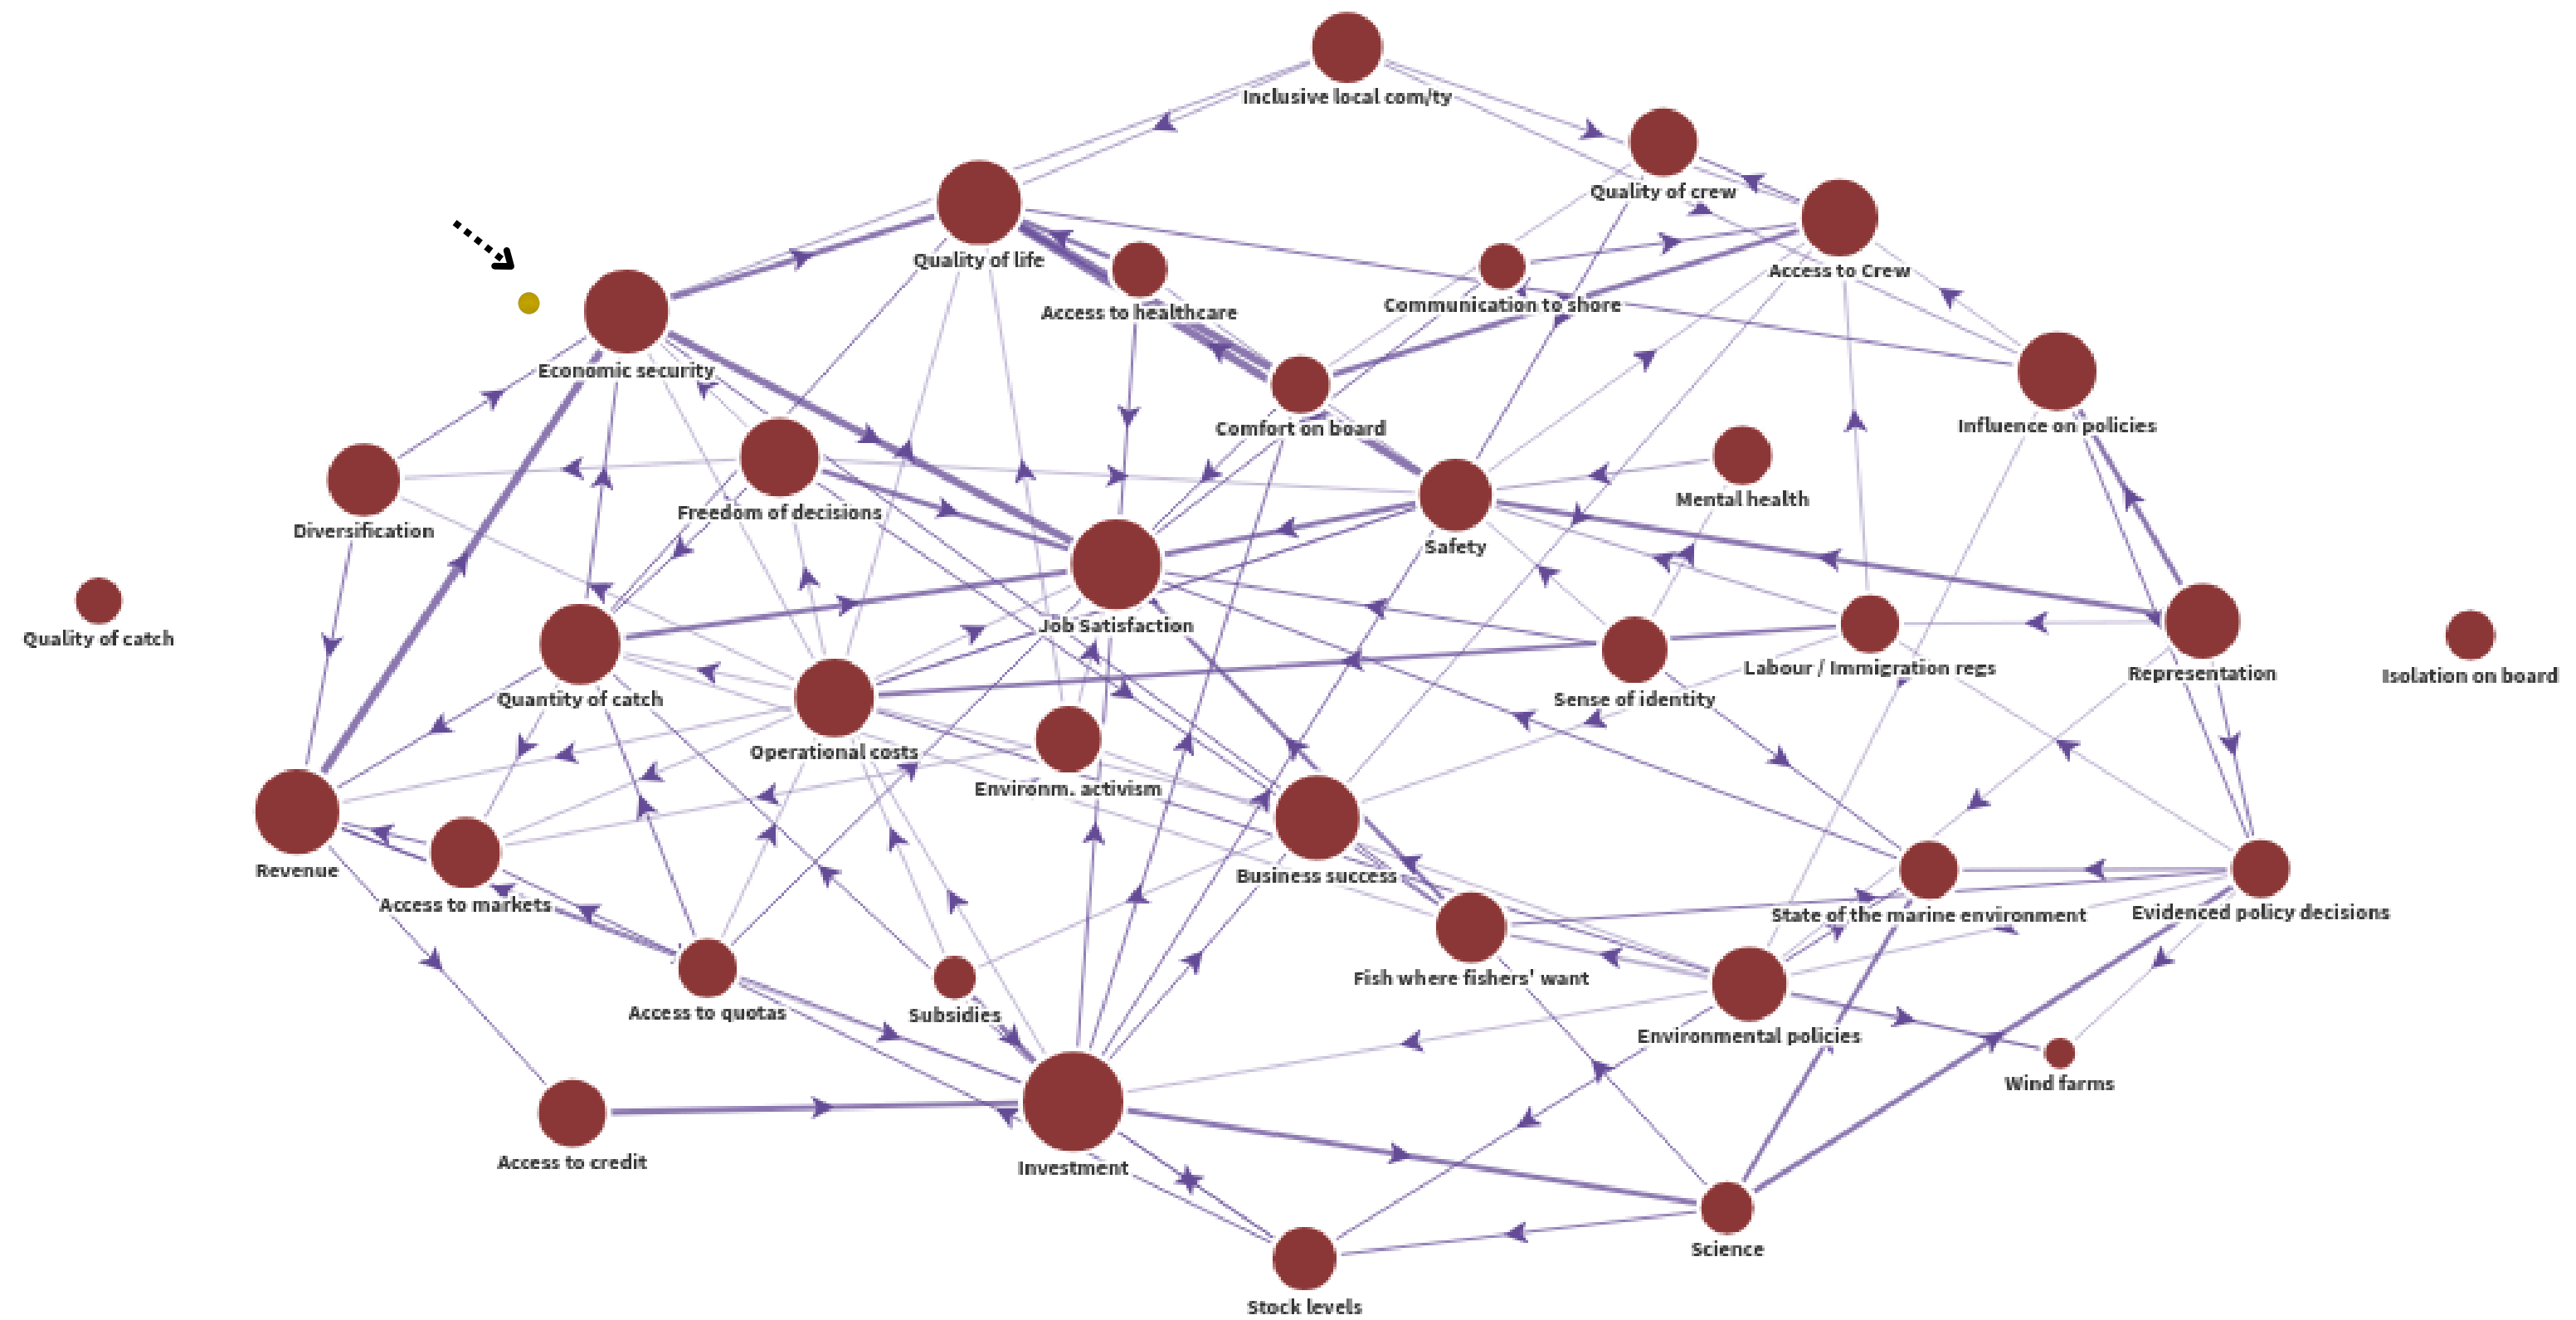 Inclusive local com/ty
Quality of crew
Quality of life
Access to Crew
Communication to shore
Access to healthcare
Economic security
Influence on policies
Comfort on board
Mental health
Freedom of decisions
Diversification
Safety
Job Satisfaction
Quality of catch
Labour / Immigration regs
Representation
Isolation on board
Quantity of catch
Sense of identity
Operational costs
Environm. activism
Revenue
Business success
Access to markets
State of the marine environment
Evidenced policy decisions
Fish where fishers' want
Access to quotas
Subsidies
Environmental policies
Wind farms
Access to credit
Investment
Science
Stock levels